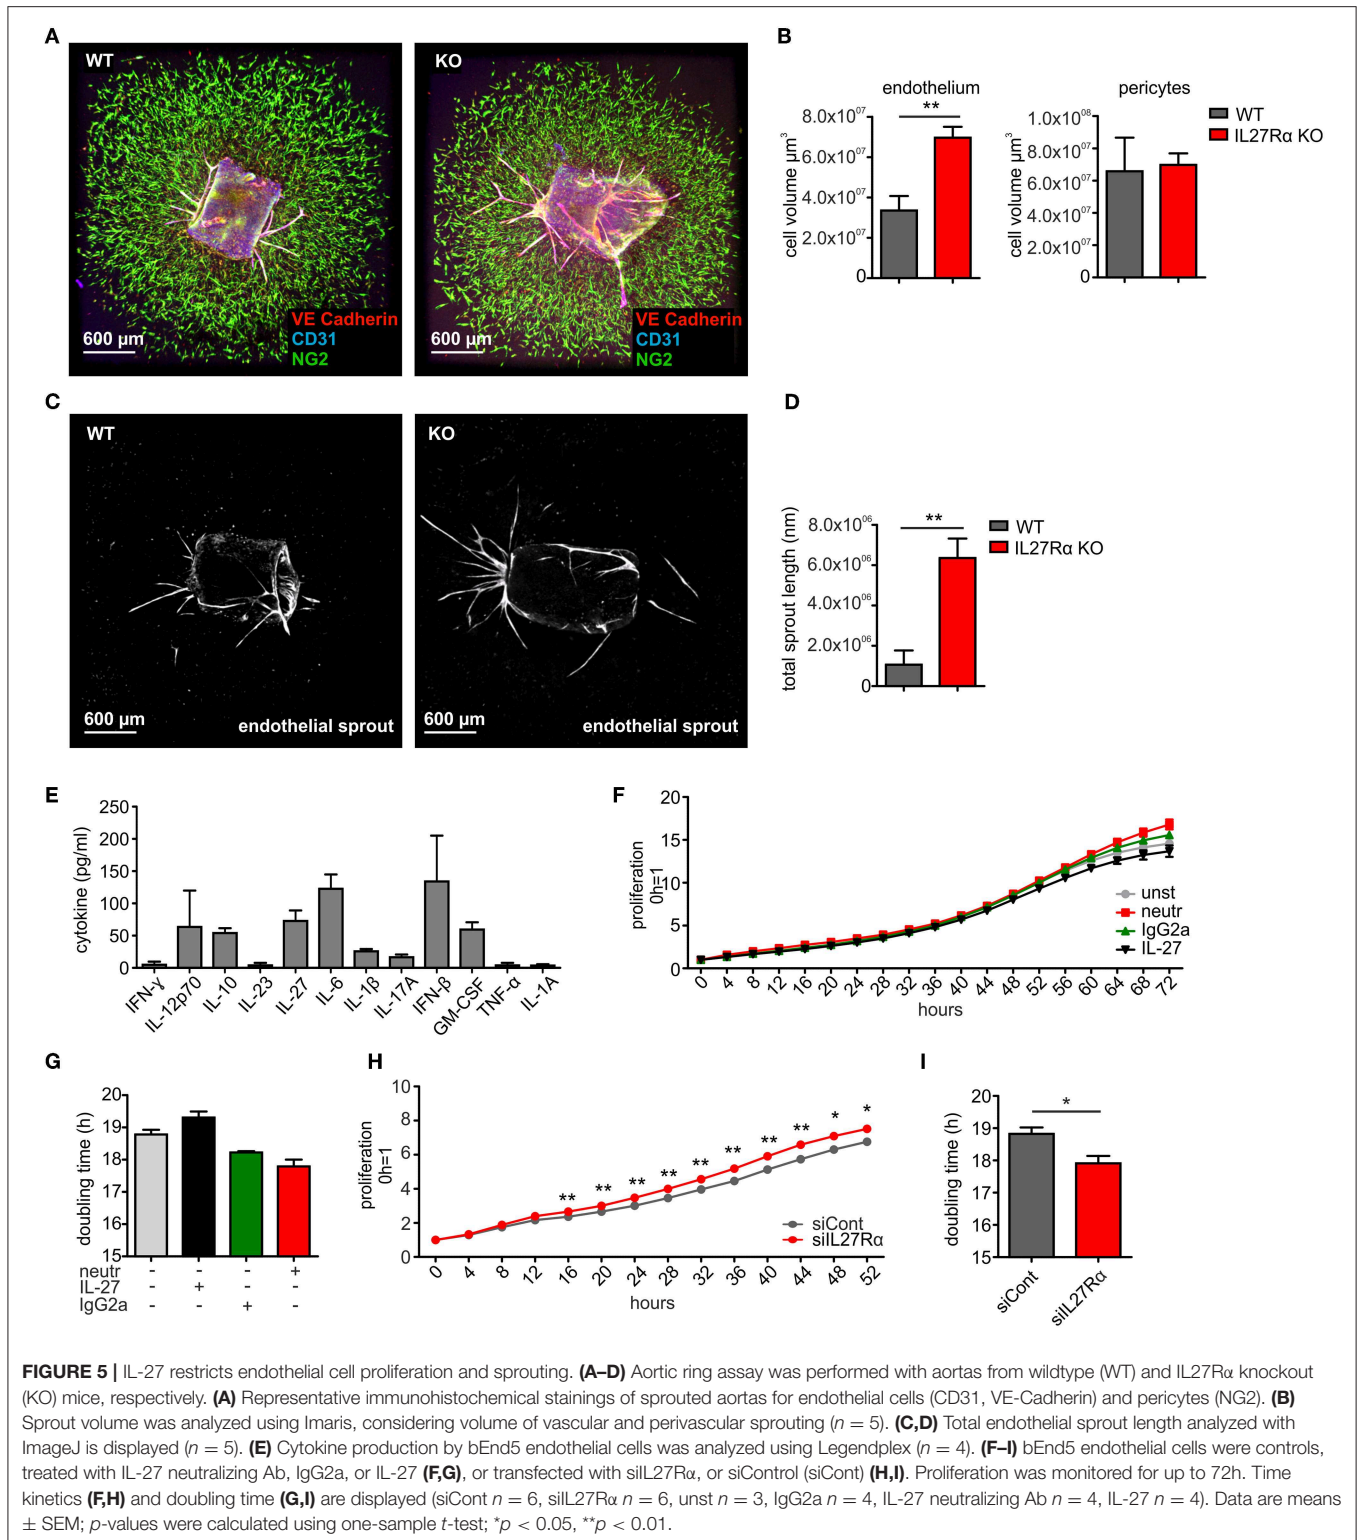 A
WT
600 µm
VE Cadherin
CD31
NG2
KO
600 µm
VE Cadherin
CD31
NG2
B
endothelium
cell volume µm³
8.0x10⁰⁷
6.0x10⁰⁷
4.0x10⁰⁷
2.0x10⁰⁷
0
**
pericytes
cell volume µm³
1.0x10⁰⁸
8.0x10⁰⁷
6.0x10⁰⁷
4.0x10⁰⁷
2.0x10⁰⁷
0
WT
IL27Rα KO
C
WT
600 µm
endothelial sprout
KO
600 µm
endothelial sprout
D
total sprout length (nm)
8.0x10⁰⁶
6.0x10⁰⁶
4.0x10⁰⁶
2.0x10⁰⁶
0
**
WT
IL27Rα KO
E
cytokine (pg/ml)
250
200
150
100
50
0
IFN-γ
IL-12p70
IL-10
IL-23
IL-27
IL-6
IL-1β
IL-17A
IFN-β
GM-CSF
TNF-α
IL-1A
F
proliferation
0h=1
20
15
10
5
0
unst
neutr
IgG2a
IL-27
0 4 8 12 16 20 24 28 32 36 40 44 48 52 56 60 64 68 72
hours
G
doubling time (h)
20
19
18
17
16
15
neutr - - - +
IL-27 - + - -
IgG2a - - + -
H
proliferation
0h=1
10
8
6
4
2
0
** ** ** ** ** ** ** ** * *
siCont
siIL27Rα
0 4 8 12 16 20 24 28 32 36 40 44 48 52
hours
I
doubling time (h)
20
19
18
17
16
15
*
siCont
siIL27Rα
FIGURE 5 | IL-27 restricts endothelial cell proliferation and sprouting. (A–D) Aortic ring assay was performed with aortas from wildtype (WT) and IL27Rα knockout
(KO) mice, respectively. (A) Representative immunohistochemical stainings of sprouted aortas for endothelial cells (CD31, VE-Cadherin) and pericytes (NG2). (B)
Sprout volume was analyzed using Imaris, considering volume of vascular and perivascular sprouting (n = 5). (C,D) Total endothelial sprout length analyzed with
ImageJ is displayed (n = 5). (E) Cytokine production by bEnd5 endothelial cells was analyzed using Legendplex (n = 4). (F–I) bEnd5 endothelial cells were controls,
treated with IL-27 neutralizing Ab, IgG2a, or IL-27 (F,G), or transfected with siIL27Rα, or siControl (siCont) (H,I). Proliferation was monitored for up to 72h. Time
kinetics (F,H) and doubling time (G,I) are displayed (siCont n = 6, siIL27Rα n = 6, unst n = 3, IgG2a n = 4, IL-27 neutralizing Ab n = 4, IL-27 n = 4). Data are means
± SEM; p-values were calculated using one-sample t-test; *p < 0.05, **p < 0.01.